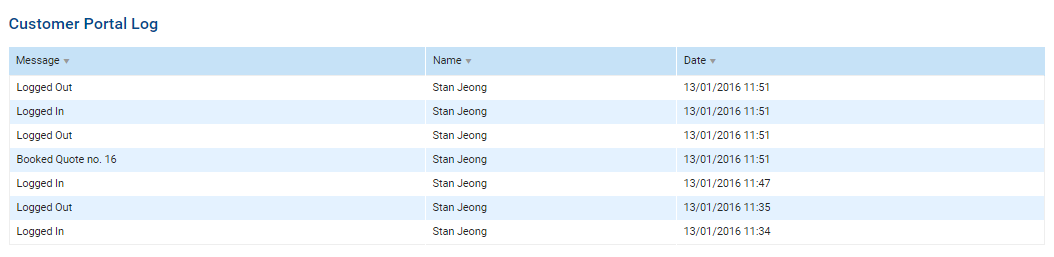 Customer Portal Log
Message Name Date
Logged Out Stan Jeong 13/01/2016 11:51
Logged In Stan Jeong 13/01/2016 11:51
Logged Out Stan Jeong 13/01/2016 11:51
Booked Quote no. 16 Stan Jeong 13/01/2016 11:51
Logged In Stan Jeong 13/01/2016 11:47
Logged Out Stan Jeong 13/01/2016 11:35
Logged In Stan Jeong 13/01/2016 11:34